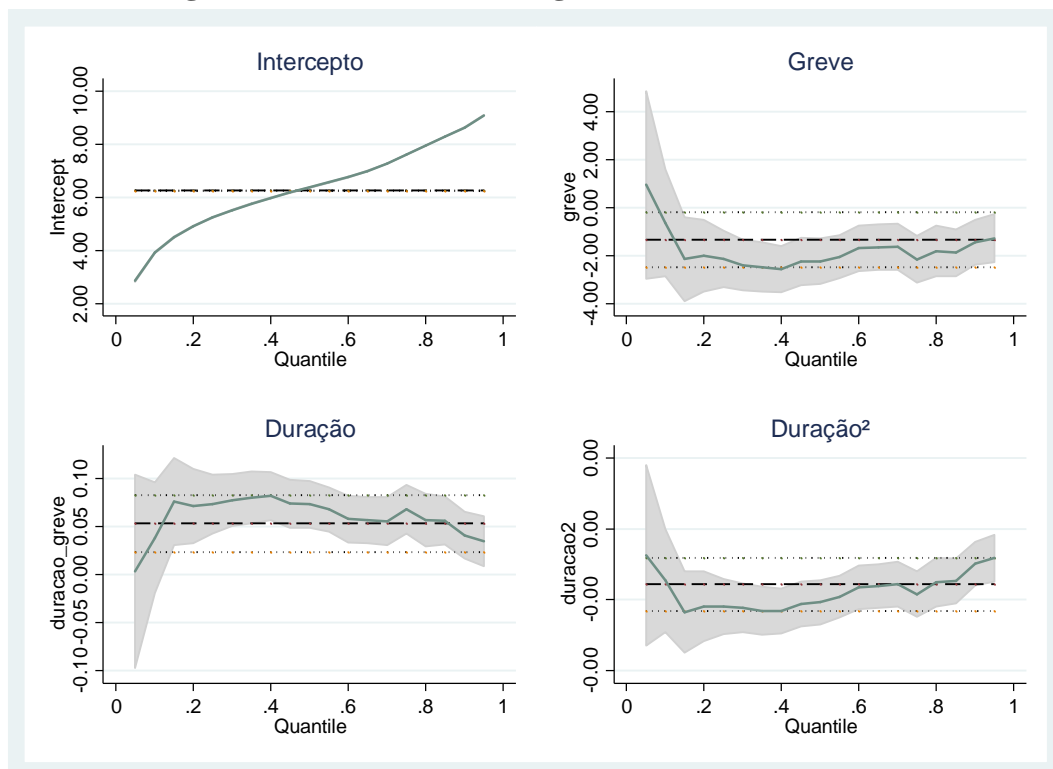 Intercepto
Intercept
2.00 4.00 6.00 8.00 10.00
0 .2 .4 .6 .8 1
Quantile
Greve
greve
-4.00 -2.00 0.00 2.00 4.00
0 .2 .4 .6 .8 1
Quantile
Duração
duracao_greve
-0.10 -0.05 0.00 0.05 0.10
0 .2 .4 .6 .8 1
Quantile
Duração²
duracao2
-0.00 -0.00 0.00 0.00
0 .2 .4 .6 .8 1
Quantile